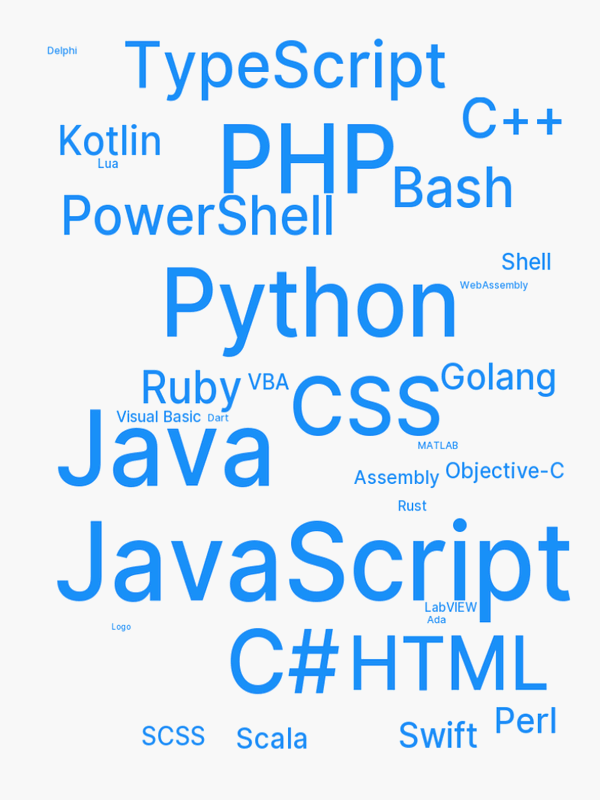 Delphi
TypeScript
C++
Kotlin
PHP
Lua
Bash
PowerShell
Shell
Python
WebAssembly
Ruby
VBA
CSS
Golang
Visual Basic
Dart
Java
MATLAB
Assembly
Objective-C
Rust
JavaScript
LabVIEW
Ada
Logo
C#
HTML
SCSS
Scala
Swift
Perl